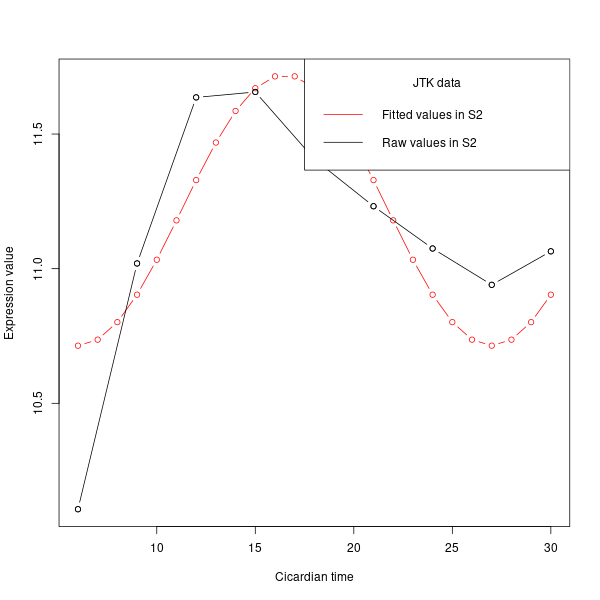 JTK data
Fitted values in S2
Raw values in S2
Expression value
11.5
11.0
10.5
10
15
20
25
30
Cicardian time